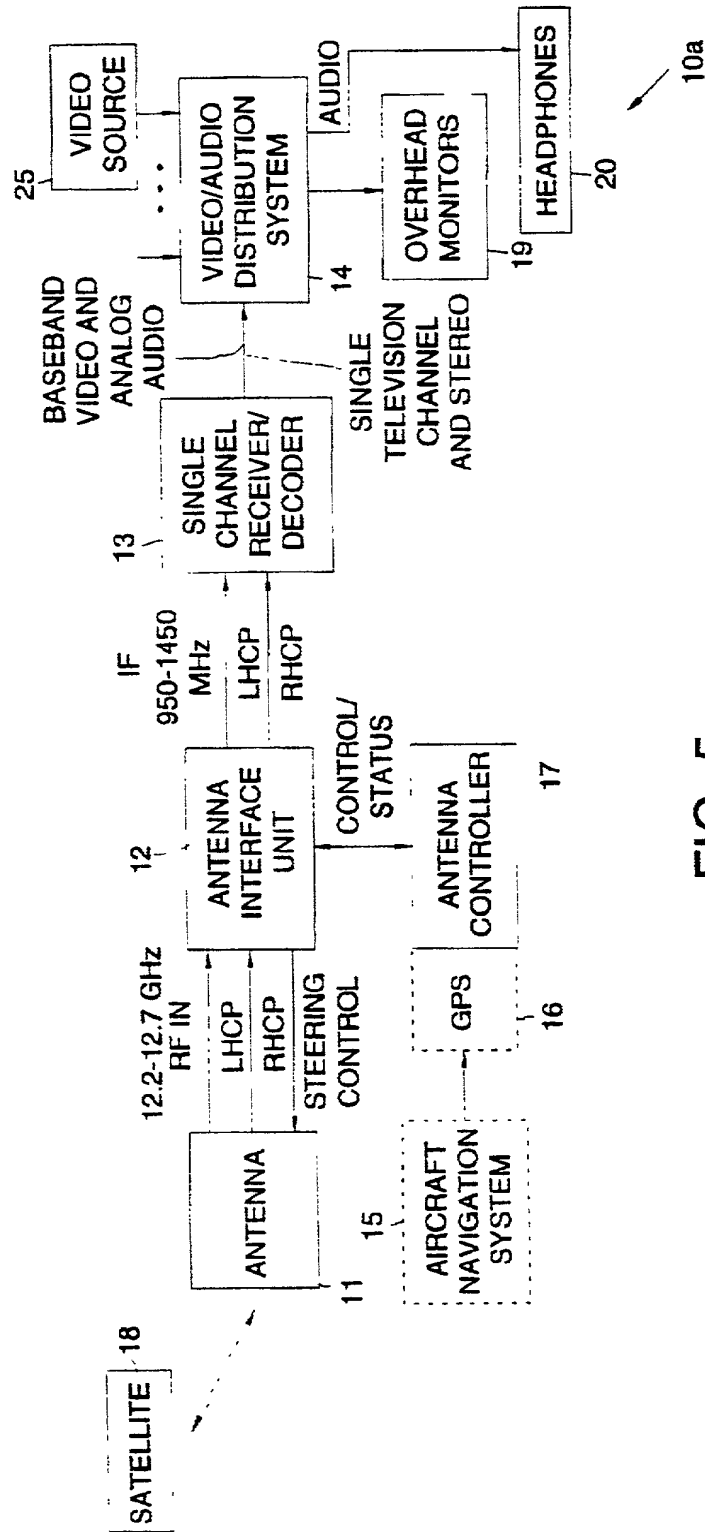 SATELLITE
18
ANTENNA
11
12.2-12.7 GHz
RF IN
LHCP
RHCP
STEERING
CONTROL
12
ANTENNA
INTERFACE
UNIT
IF
950-1450
MHz
LHCP
RHCP
13
SINGLE
CHANNEL
RECEIVER/
DECODER
BASEBAND
VIDEO AND
ANALOG
AUDIO
SINGLE
TELEVISION
CHANNEL
AND STEREO
25
VIDEO
SOURCE
VIDEO/AUDIO
DISTRIBUTION
SYSTEM
14
AUDIO
OVERHEAD
MONITORS
19
HEADPHONES
20
10a
CONTROL/
STATUS
15
AIRCRAFT
NAVIGATION
SYSTEM
GPS
16
ANTENNA
CONTROLLER
17